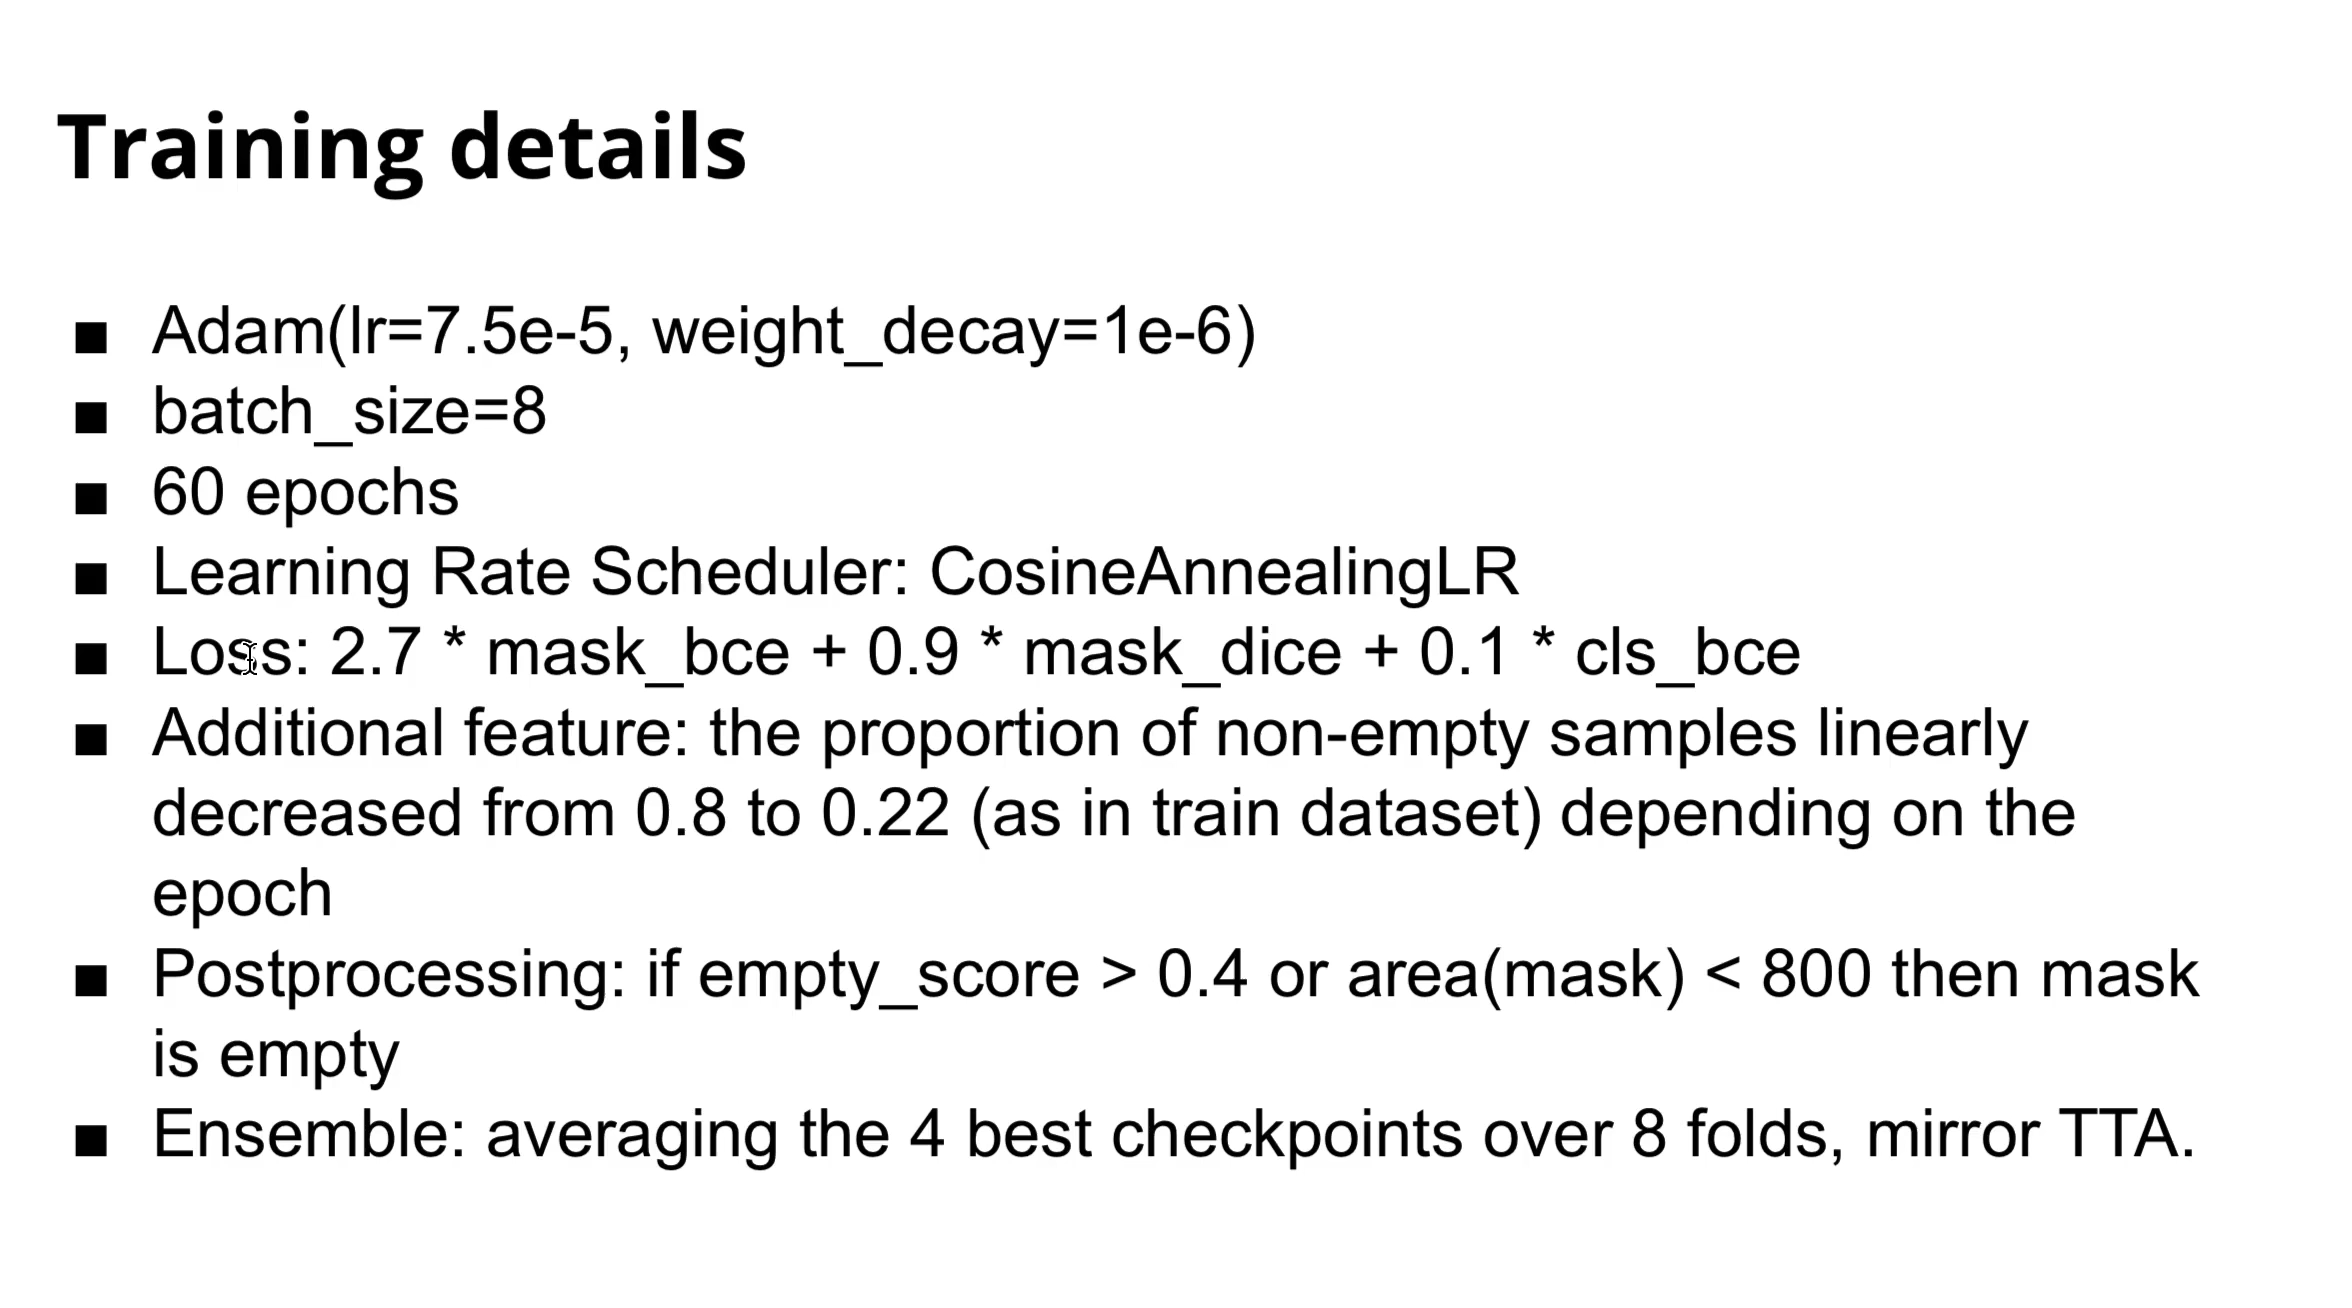 Training details
■ Adam(lr=7.5e-5, weight_decay=1e-6)
■ batch_size=8
■ 60 epochs
■ Learning Rate Scheduler: CosineAnnealingLR
■ Loss: 2.7 * mask_bce + 0.9 * mask_dice + 0.1 * cls_bce
■ Additional feature: the proportion of non-empty samples linearly
decreased from 0.8 to 0.22 (as in train dataset) depending on the
epoch
■ Postprocessing: if empty_score > 0.4 or area(mask) < 800 then mask
is empty
■ Ensemble: averaging the 4 best checkpoints over 8 folds, mirror TTA.